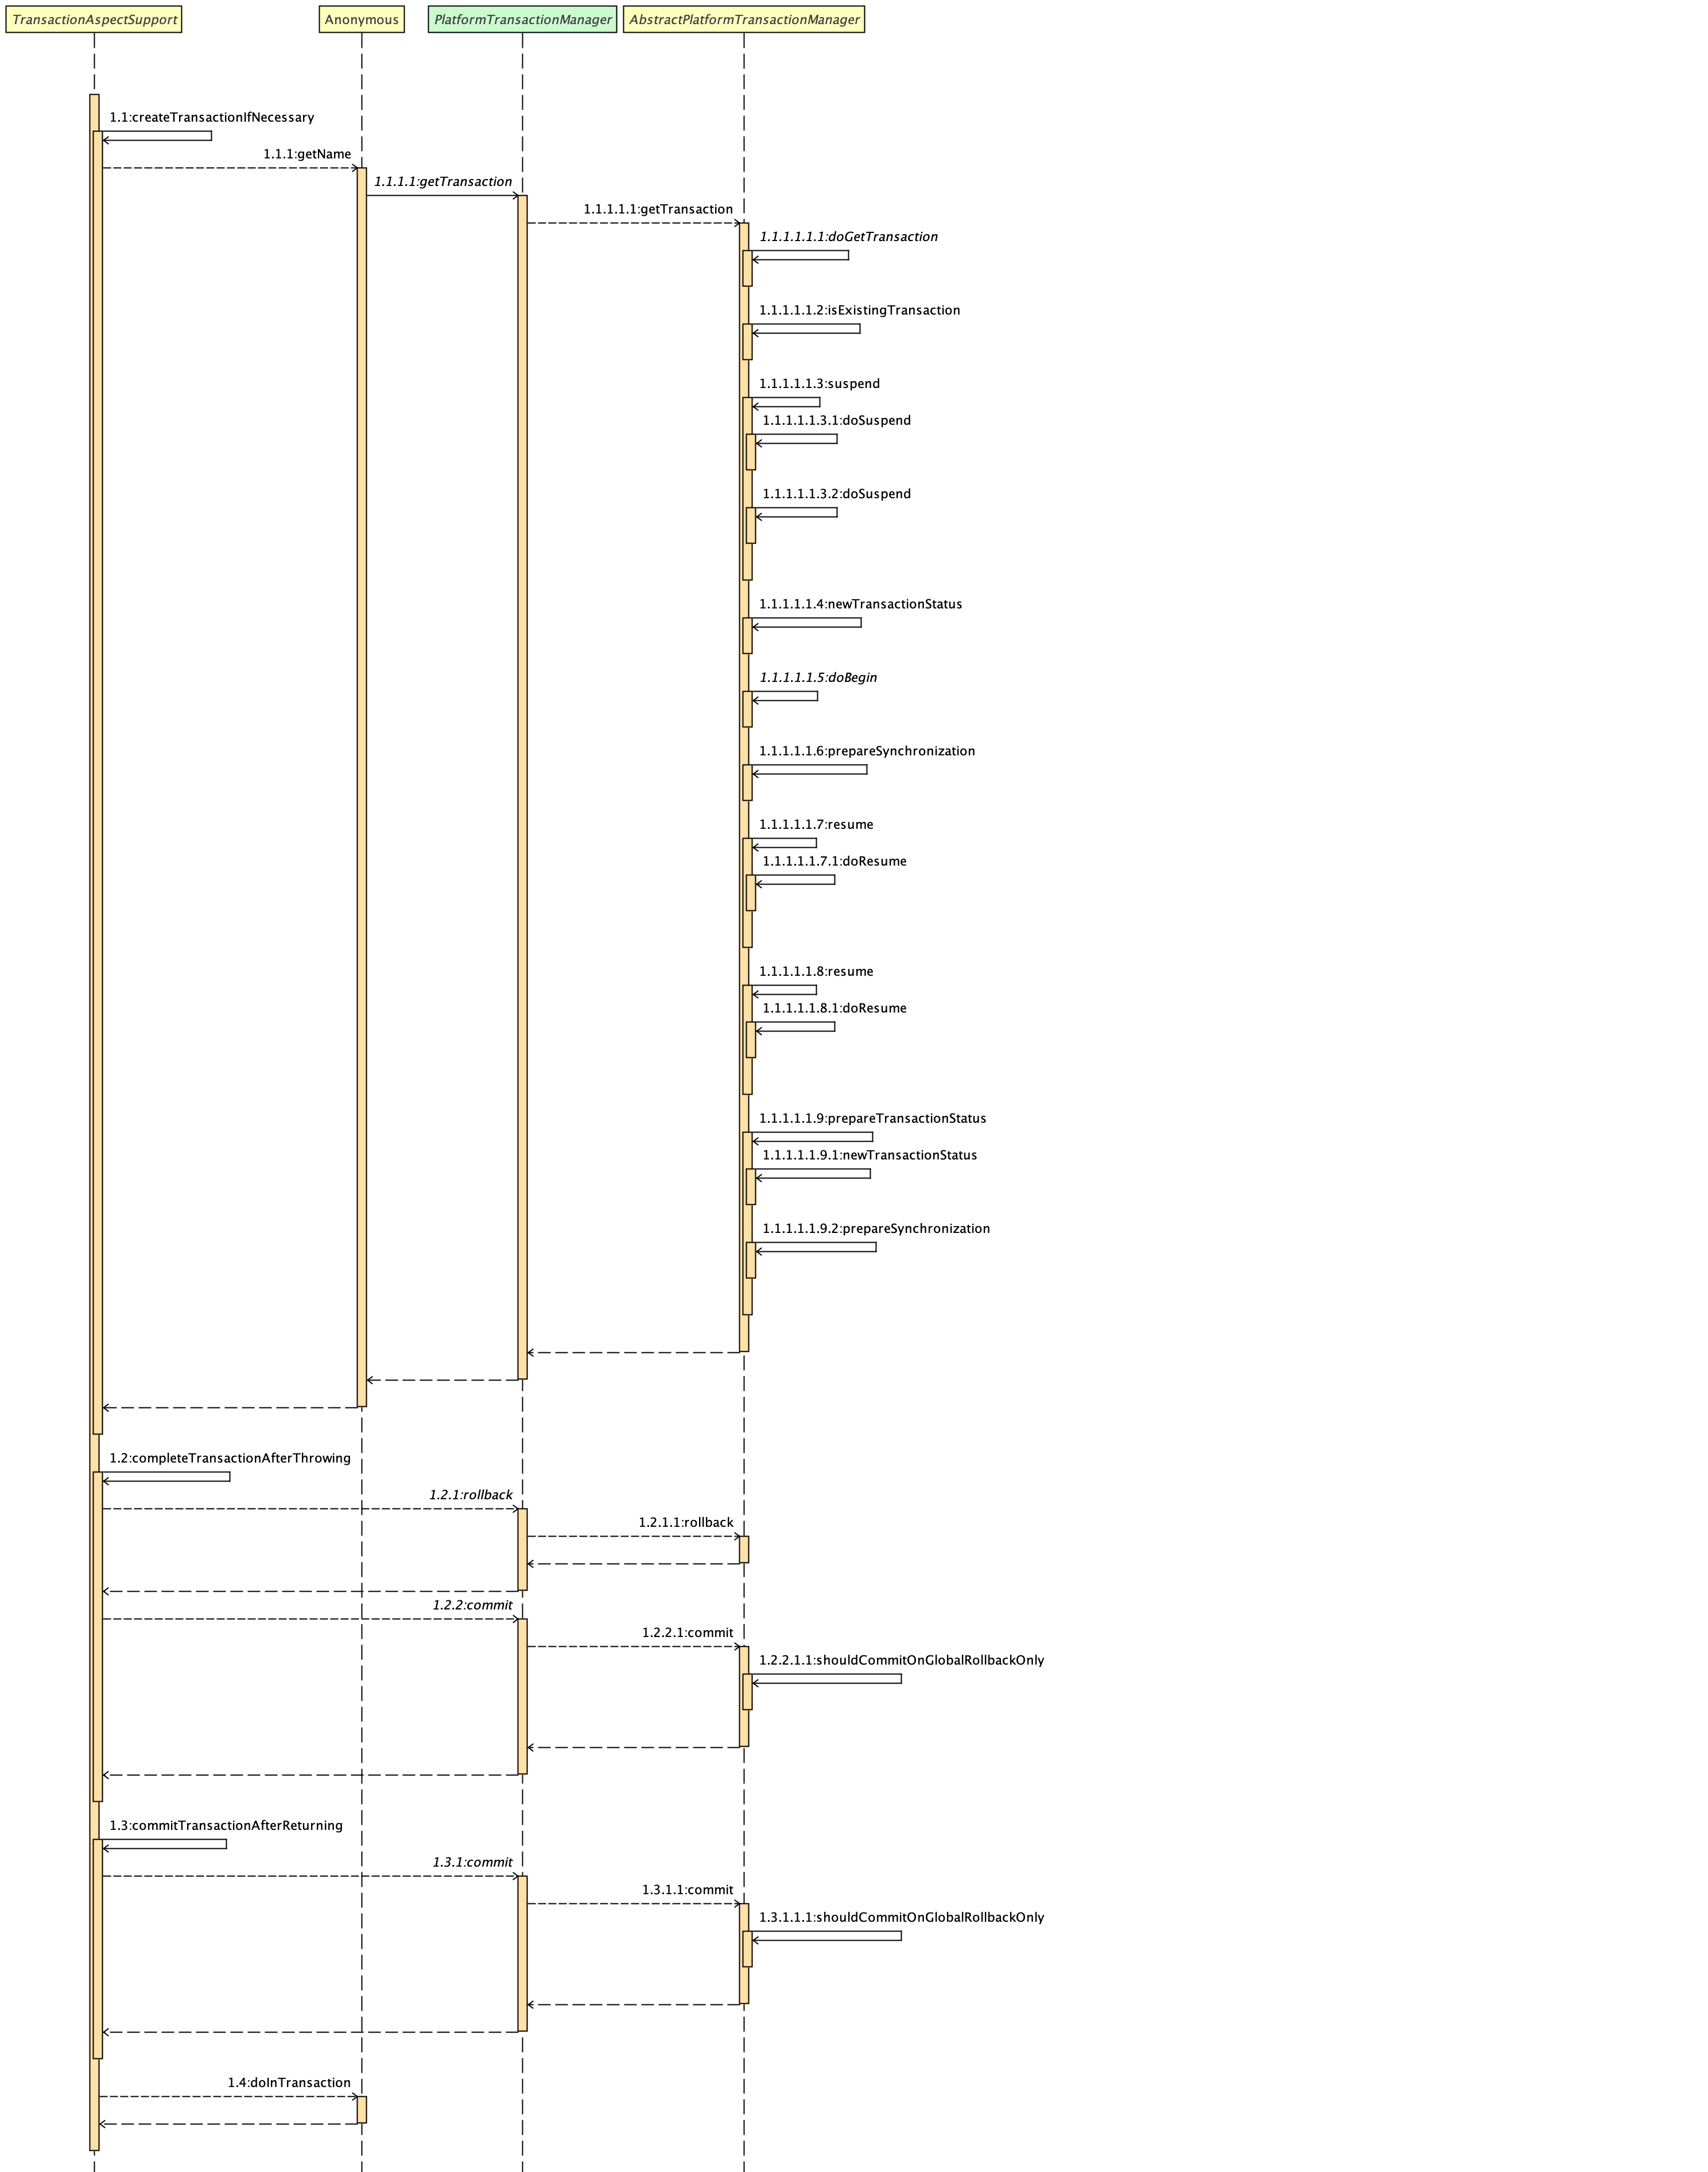 TransactionAspectSupport
Anonymous
PlatformTransactionManager
AbstractPlatformTransactionManager
1.1:createTransactionIfNecessary
1.1.1:getName
1.1.1.1:getTransaction
1.1.1.1.1:getTransaction
1.1.1.1.1.1:doGetTransaction
1.1.1.1.1.2:isExistingTransaction
1.1.1.1.1.3:suspend
1.1.1.1.1.3.1:doSuspend
1.1.1.1.1.3.2:doSuspend
1.1.1.1.1.4:newTransactionStatus
1.1.1.1.1.5:doBegin
1.1.1.1.1.6:prepareSynchronization
1.1.1.1.1.7:resume
1.1.1.1.1.7.1:doResume
1.1.1.1.1.8:resume
1.1.1.1.1.8.1:doResume
1.1.1.1.1.9:prepareTransactionStatus
1.1.1.1.1.9.1:newTransactionStatus
1.1.1.1.1.9.2:prepareSynchronization
1.2:completeTransactionAfterThrowing
1.2.1:rollback
1.2.1.1:rollback
1.2.2:commit
1.2.2.1:commit
1.2.2.1.1:shouldCommitOnGlobalRollbackOnly
1.3:commitTransactionAfterReturning
1.3.1:commit
1.3.1.1:commit
1.3.1.1.1:shouldCommitOnGlobalRollbackOnly
1.4:doInTransaction